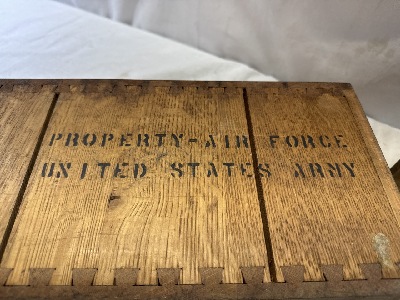 PROPERTY-AIR FORCE
UNITED STATES ARMY